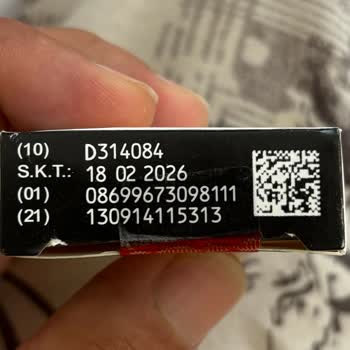 (10) D314084
S.K.T.: 18 02 2026
(01) 08699673098111
(21) 130914115313